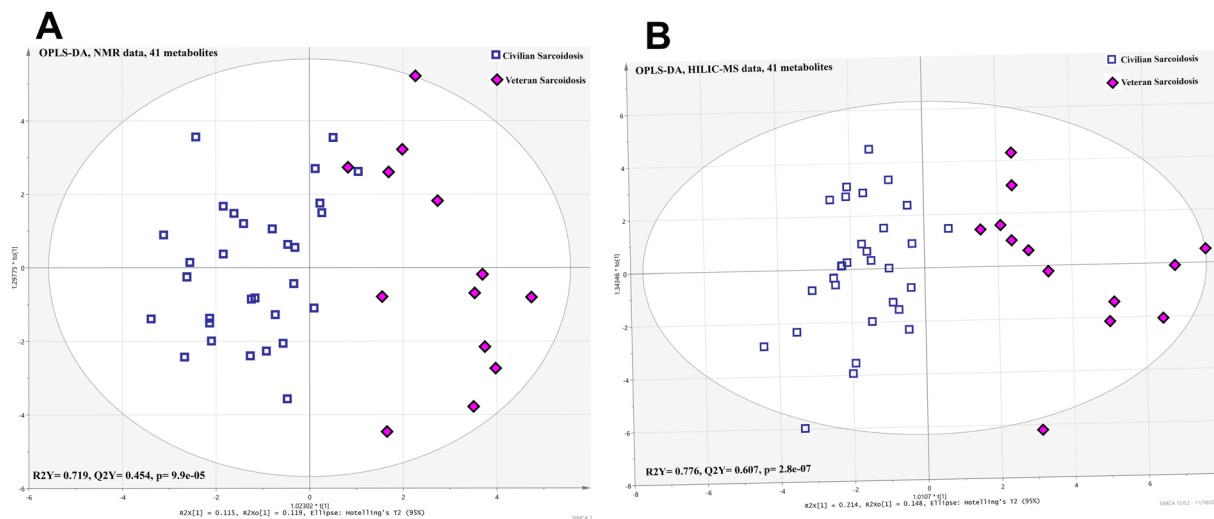 A
OPLS-DA, NMR data, 41 metabolites
Civilian Sarcoidosis
Veteran Sarcoidosis
4
2
0
-2
-4
-6
1.29775 * to[1]
R2Y= 0.719, Q2Y= 0.454, p= 9.9e-05
-6
-4
-2
0
2
4
6
1.02302 * t[1]
R2X[1] = 0.115, R2Xo[1] = 0.119, Ellipse: Hotelling's T2 (95%)
B
OPLS-DA, HILIC-MS data, 41 metabolites
Civilian Sarcoidosis
Veteran Sarcoidosis
6
4
2
0
-2
-4
-6
-8
1.34346 * to[1]
R2Y= 0.776, Q2Y= 0.607, p= 2.8e-07
-8
-6
-4
-2
0
2
4
6
1.0107 * t[1]
R2X[1] = 0.214, R2Xo[1] = 0.148, Ellipse: Hotelling's T2 (95%)